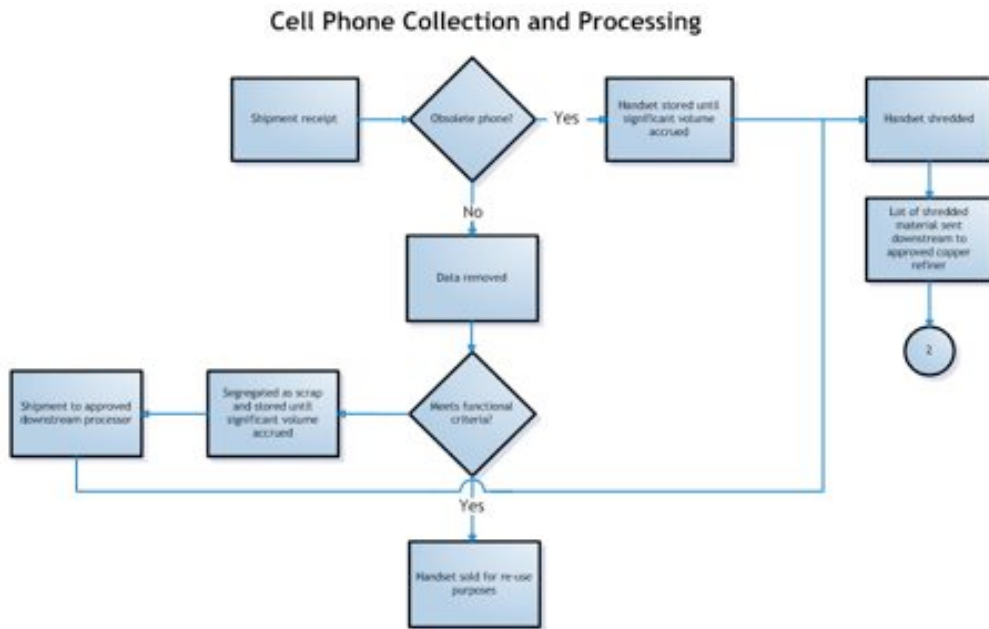 Cell Phone Collection and Processing
Shipment receipt
Obsolete phone?
Yes
Handset stored until
significant volume
accrued
Handset shredded
No
Lot of shredded
material sent
downstream to
approved copper
refiner
Data removed
2
Shipment to approved
downstream processor
Segregated as scrap
and stored until
significant volume
accrued
Meets functional
criteria?
Yes
Handset sold for re-use
purposes